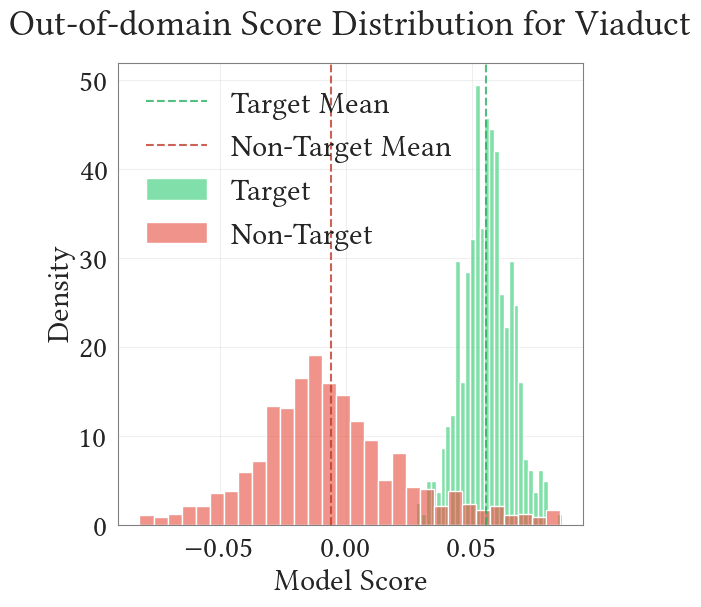 Out-of-domain Score Distribution for Viaduct
Target Mean
Non-Target Mean
Target
Non-Target
Density
50
40
30
20
10
0
−0.05
0.00
0.05
Model Score